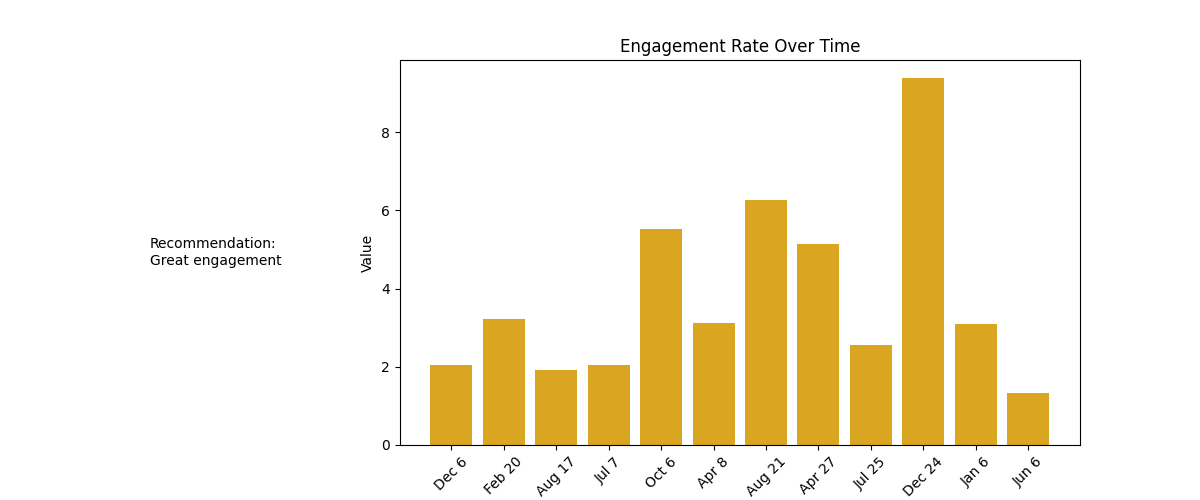 Engagement Rate Over Time
Recommendation:
Great engagement
Value
8
6
4
2
0
Dec 6
Feb 20
Aug 17
Jul 7
Oct 6
Apr 8
Aug 21
Apr 27
Jul 25
Dec 24
Jan 6
Jun 6